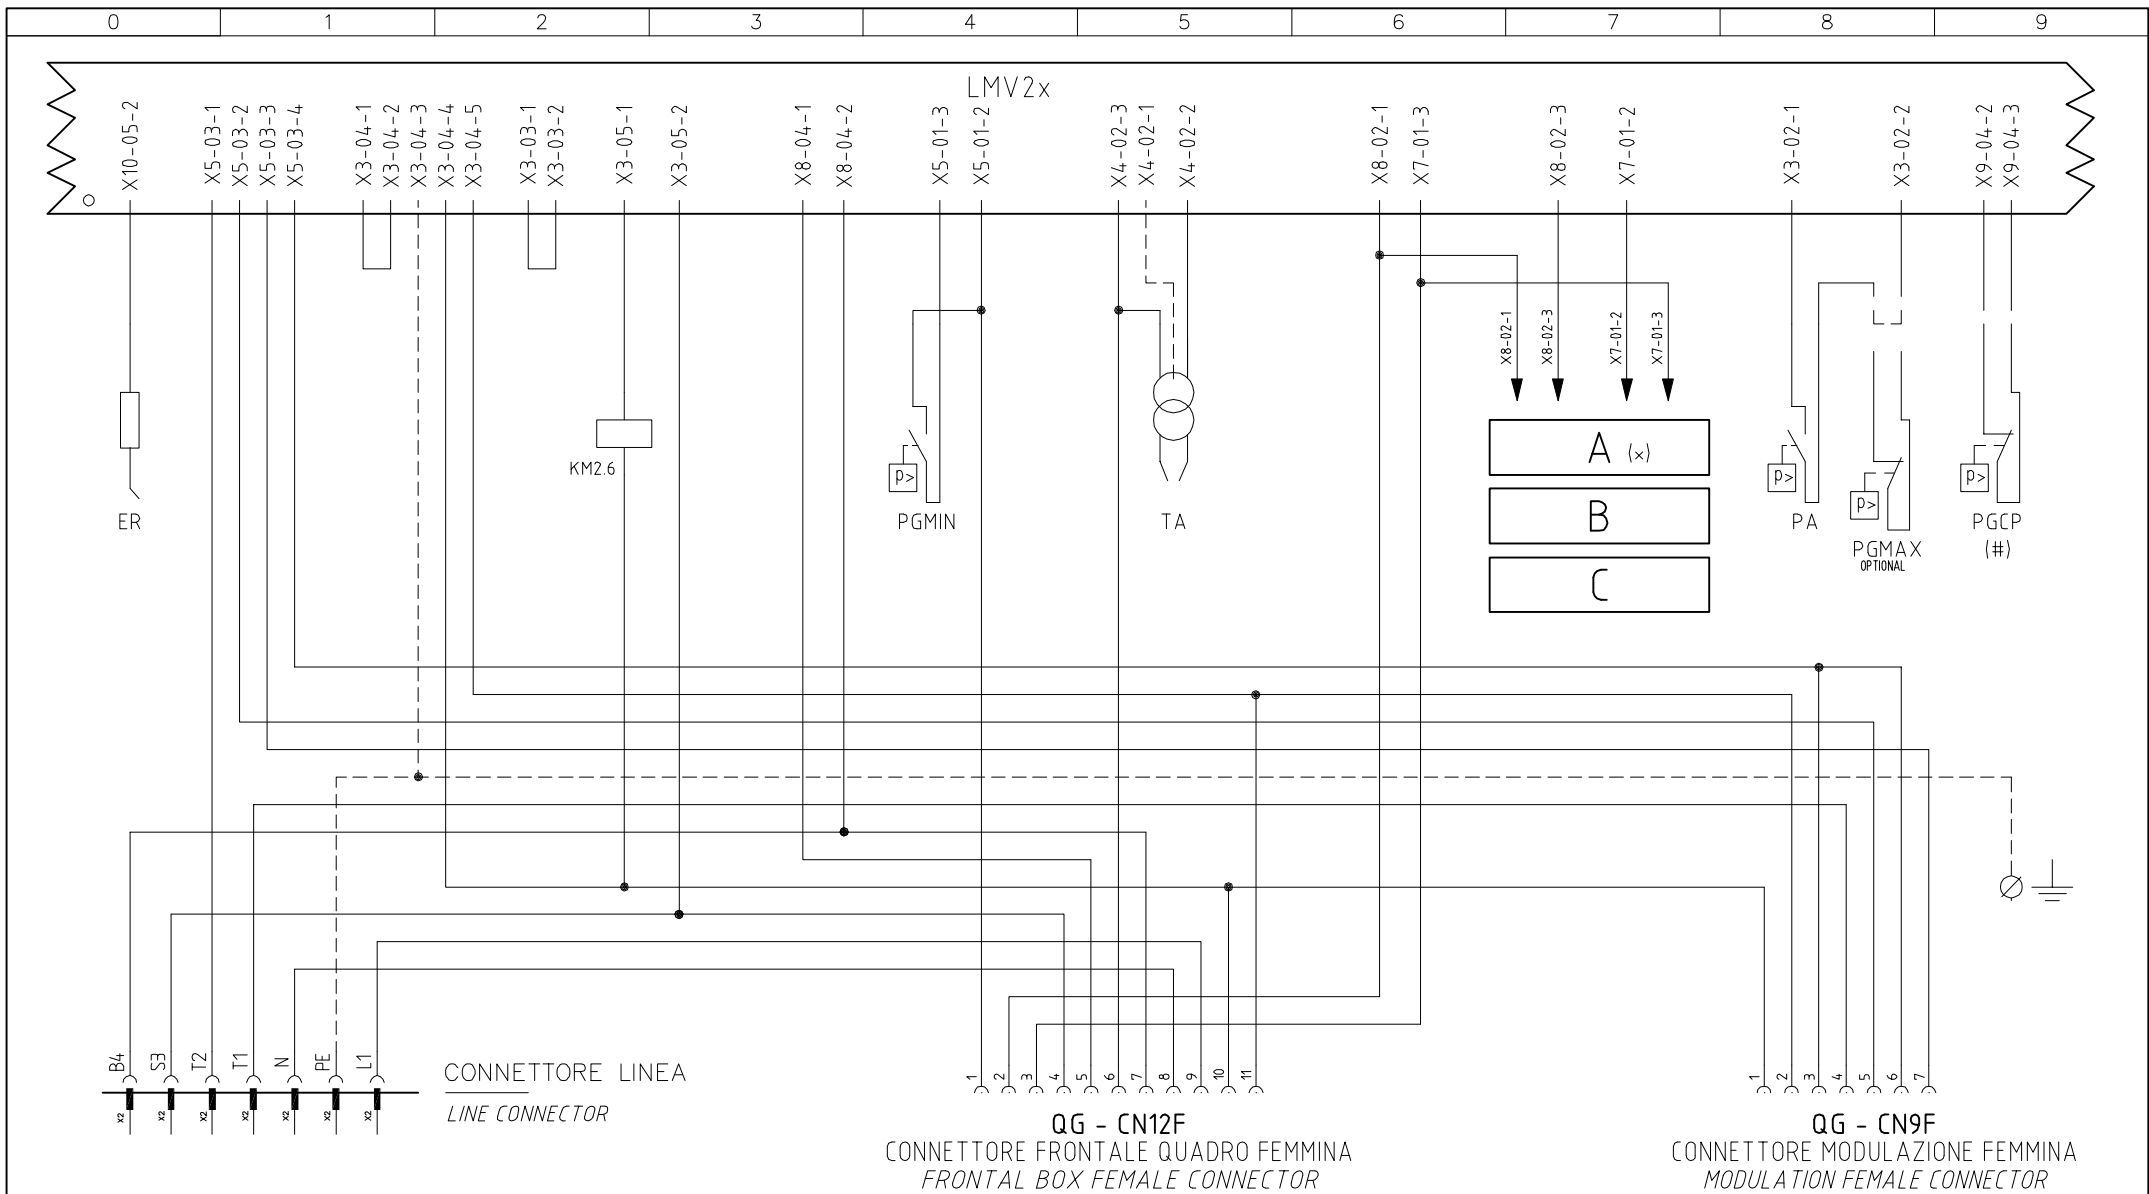 0 1 2 3 4 5 6 7 8 9
LMV2x
X10-05-2
X5-03-1
X5-03-2
X5-03-3
X5-03-4
X3-04-1
X3-04-2
X3-04-3
X3-04-4
X3-04-5
X3-03-1
X3-03-2
X3-05-1
X3-05-2
X8-04-1
X8-04-2
X5-01-3
X5-01-2
X4-02-3
X4-02-1
X4-02-2
X8-02-1
X7-01-3
X8-02-3
X7-01-2
X3-02-1
X3-02-2
X9-04-2
X9-04-3
X8-02-1
X8-02-3
X7-01-2
X7-01-3
A (x)
B
C
KM2.6
P>
P>
P>
P>
ER
PGMIN
TA
PA
PGMAX
OPTIONAL
PGCP
(#)
B4
S3
T2
T1
N
PE
L1
x2 x2 x2 x2 x2 x2 x2
CONNETTORE LINEA
LINE CONNECTOR
1 2 3 4 5 6 7 8 9 10 11
QG - CN12F
CONNETTORE FRONTALE QUADRO FEMMINA
FRONTAL BOX FEMALE CONNECTOR
1 2 3 4 5 6 7
QG - CN9F
CONNETTORE MODULAZIONE FEMMINA
MODULATION FEMALE CONNECTOR